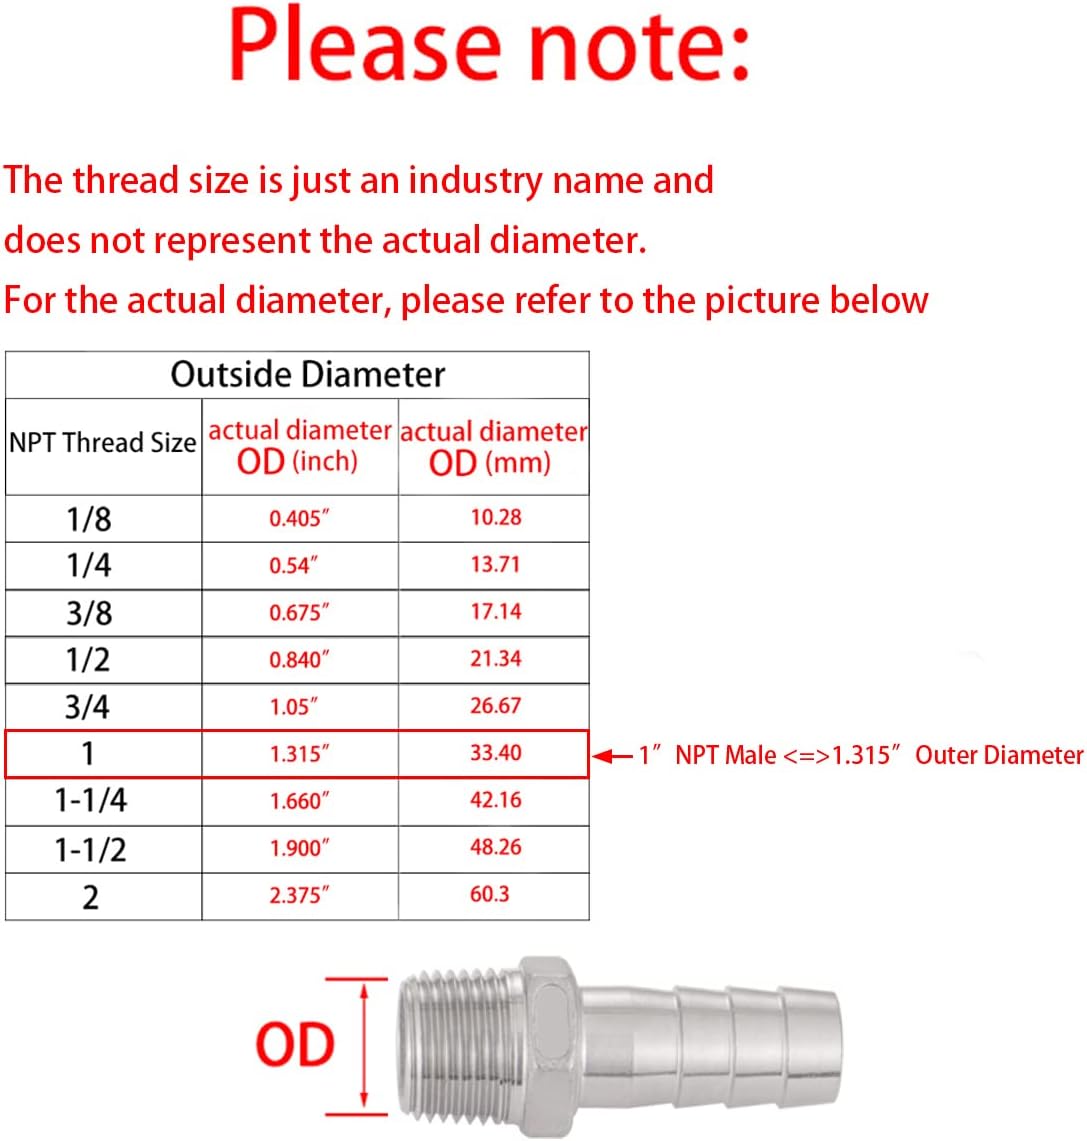 Please note:
The thread size is just an industry name and
does not represent the actual diameter.
For the actual diameter, please refer to the picture below
Outside Diameter
NPT Thread Size actual diameter OD (inch) actual diameter OD (mm)
1/8 0.405″ 10.28
1/4 0.54″ 13.71
3/8 0.675″ 17.14
1/2 0.840″ 21.34
3/4 1.05″ 26.67
1 1.315″ 33.40 1″ NPT Male <=>1.315″ Outer Diameter
1-1/4 1.660″ 42.16
1-1/2 1.900″ 48.26
2 2.375″ 60.3
OD